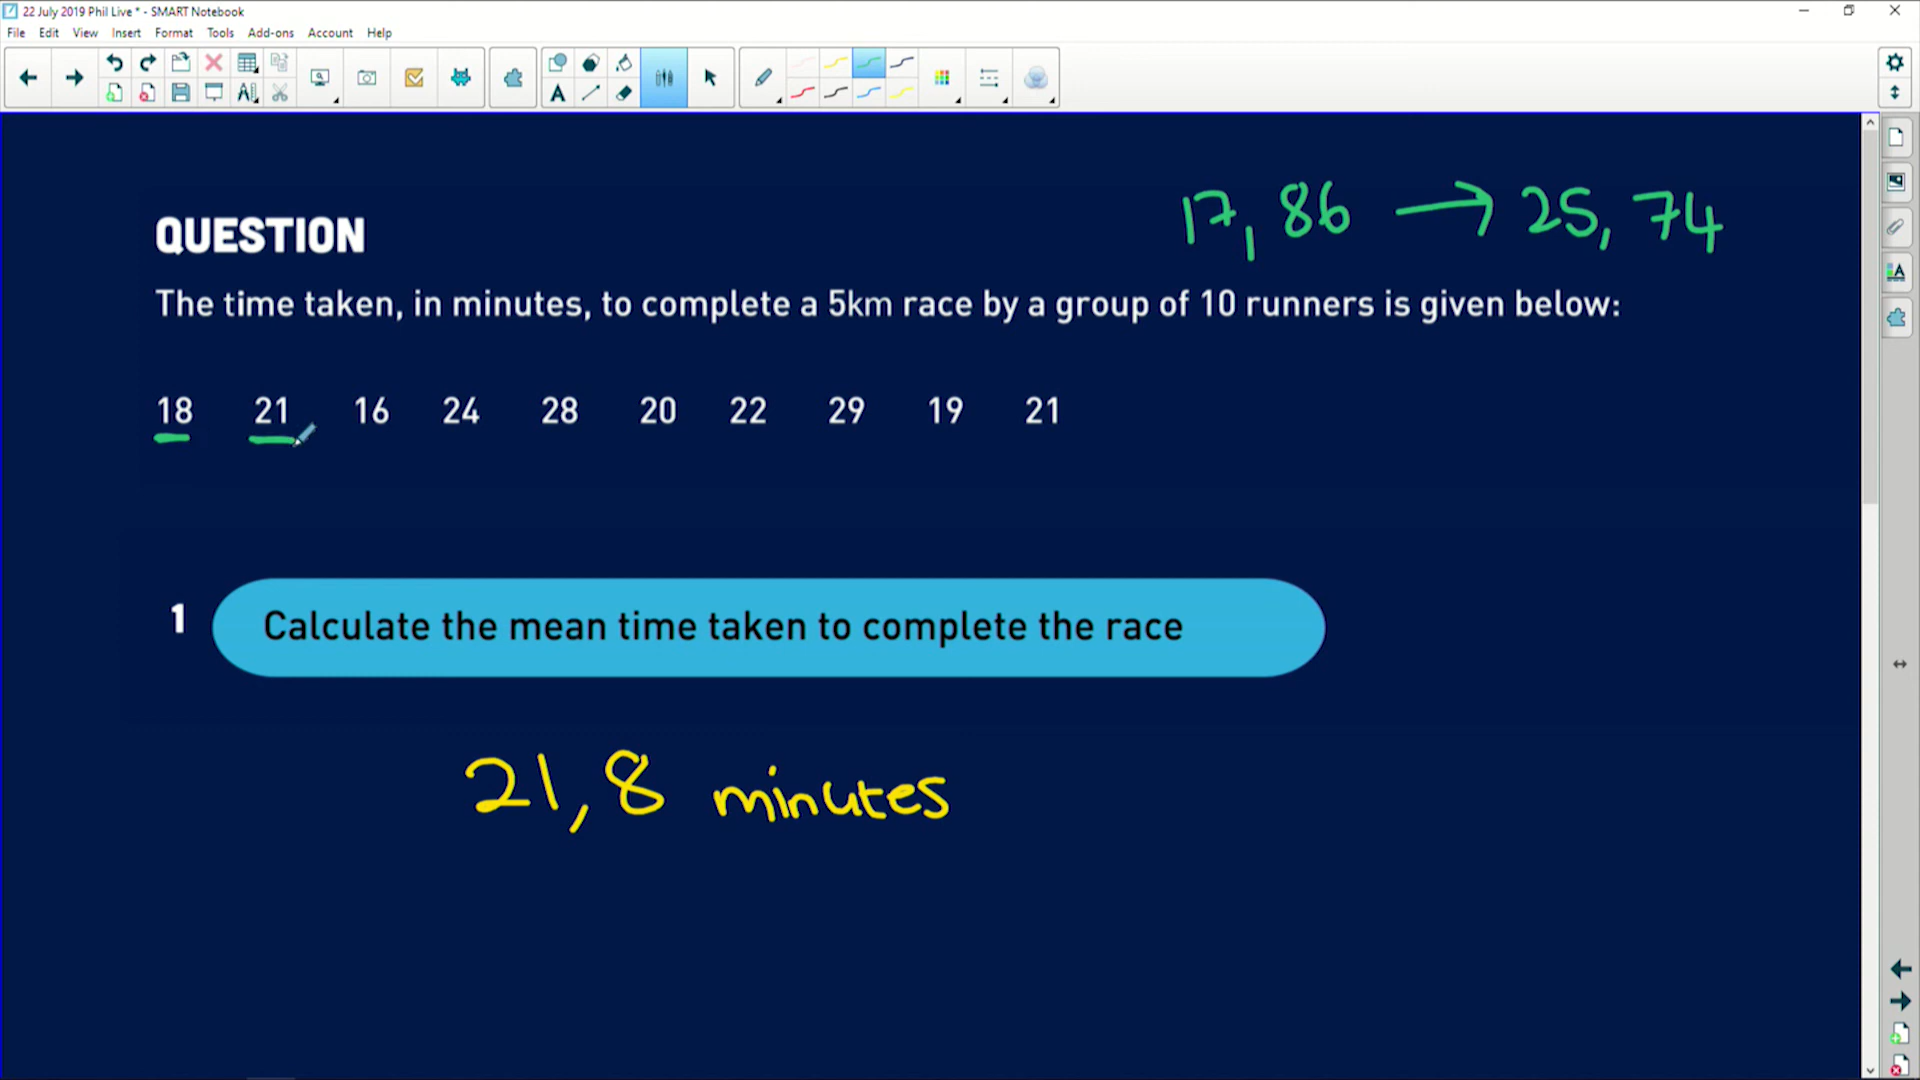 22 July 2019 Phil Live * - SMART Notebook
File Edit View Insert Format Tools Add-ons Account Help
17,86 → 25,74
QUESTION
The time taken, in minutes, to complete a 5km race by a group of 10 runners is given below:
18 21 16 24 28 20 22 29 19 21
1 Calculate the mean time taken to complete the race
21,8 minutes